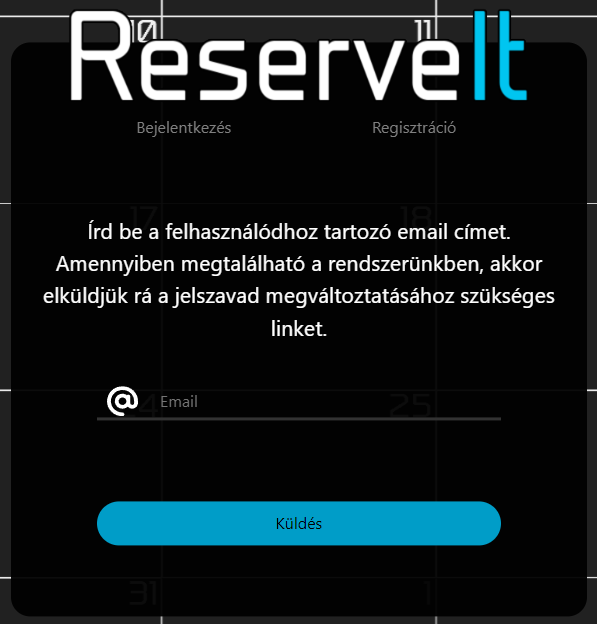 10 11
ReserveIt
Bejelentkezés Regisztráció
17 18
Írd be a felhasználódhoz tartozó email címet.
Amennyiben megtalálható a rendszerünkben, akkor
elküldjük rá a jelszavad megváltoztatásához szükséges
linket.
24 25
@ Email
Küldés
31 1